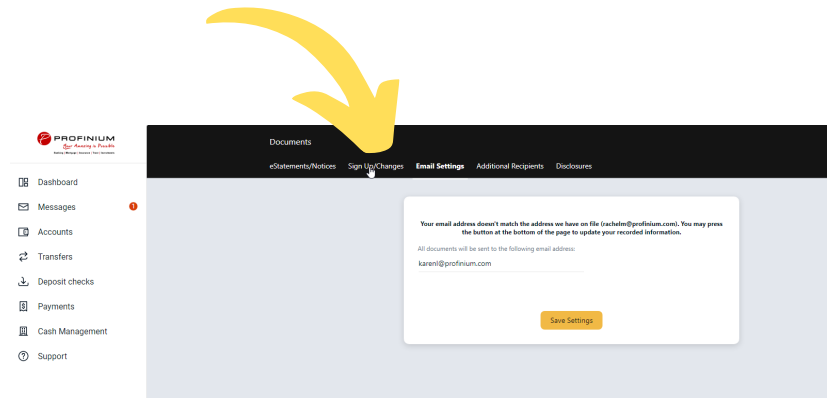 PROFINIUM
Documents
eStatements/Notices Sign Up/Changes Email Settings Additional Recipients Disclosures
Dashboard
Messages 1
Accounts
Transfers
Deposit checks
Payments
Cash Management
Support
Your email address doesn't match the address we have on file (rachelm@profinium.com). You may press
the button at the bottom of the page to update your recorded information.
All documents will be sent to the following email address:
karenl@profinium.com
Save Settings